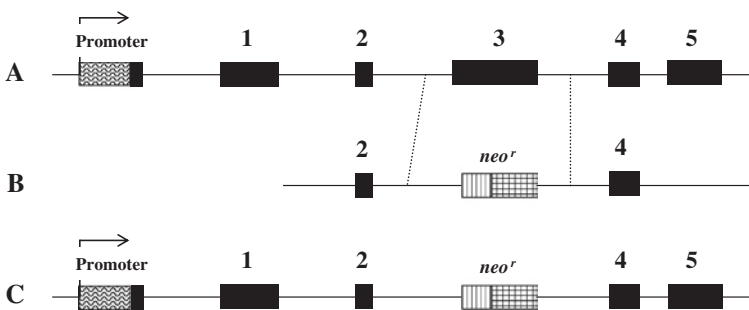 Promoter 1 2 3 4 5
A
2 neo r 4
B
Promoter 1 2 neo r 4 5
C